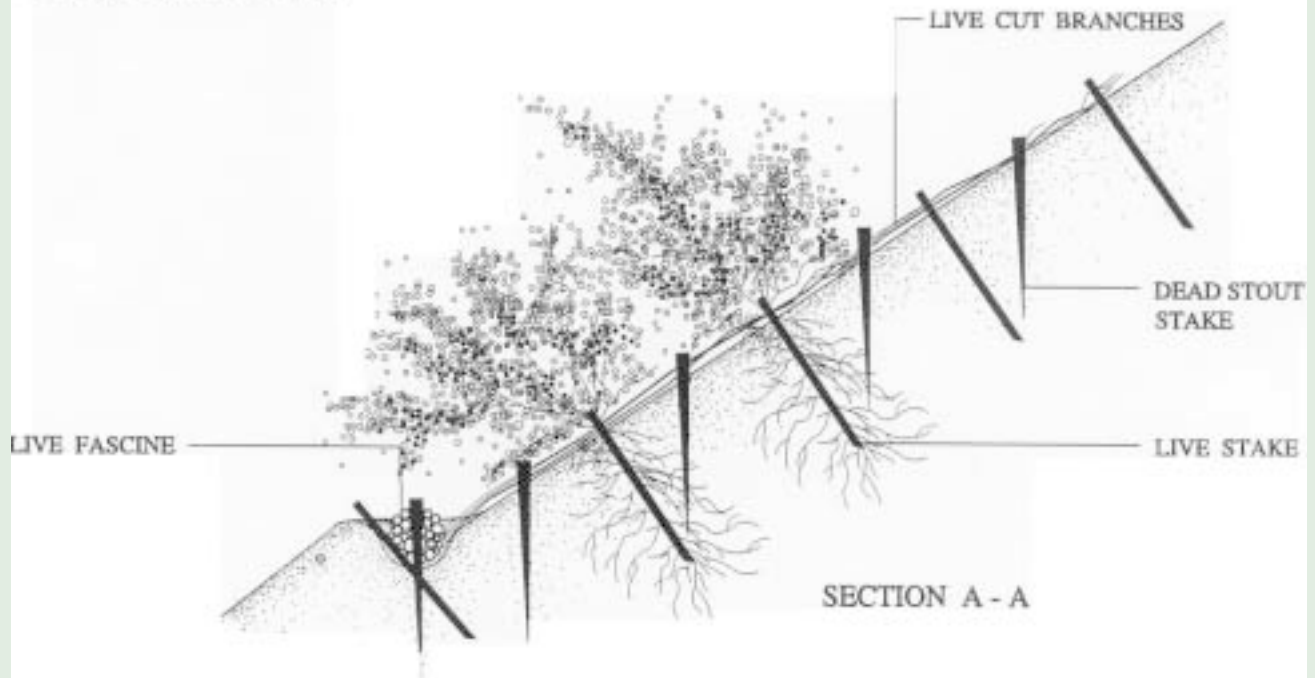 LIVE CUT BRANCHES
DEAD STOUT
STAKE
LIVE FASCINE
LIVE STAKE
SECTION A - A